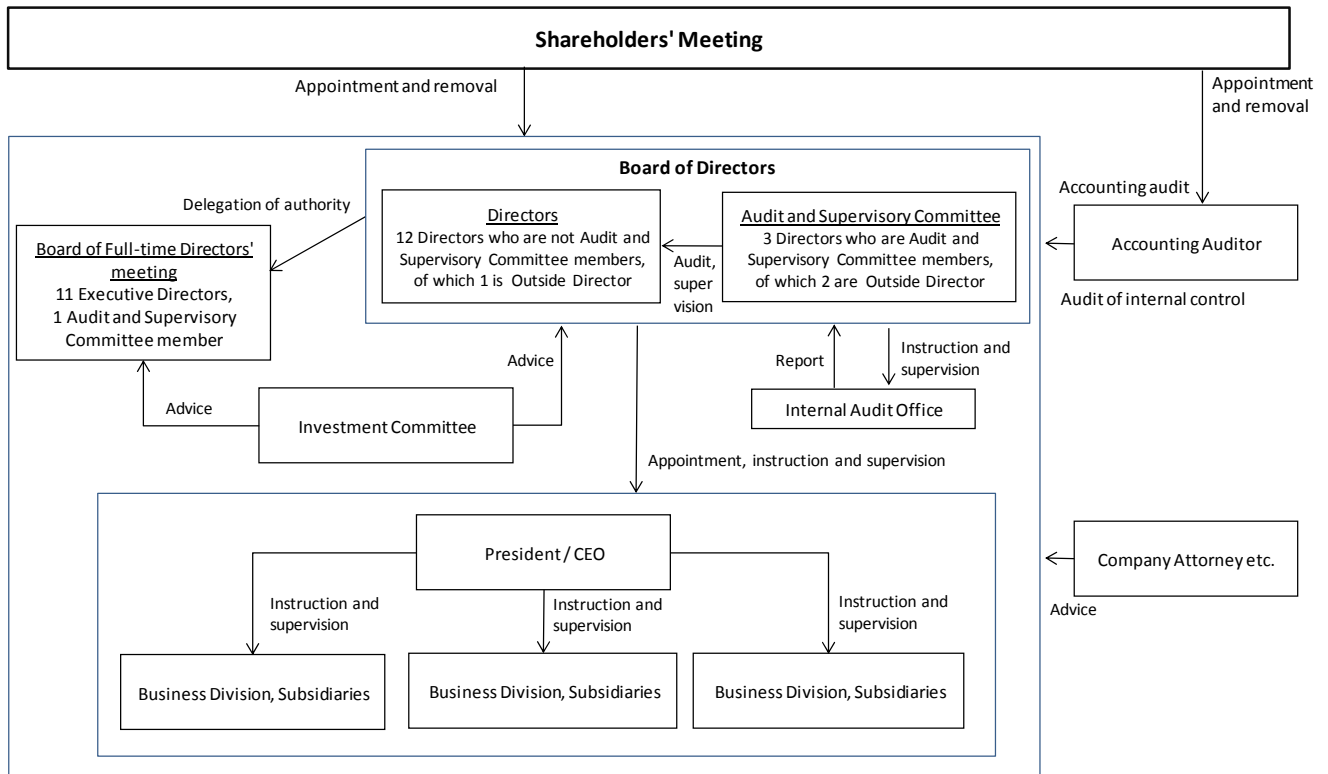 Shareholders' Meeting
Appointment and removal
Appointment
and removal
Board of Directors
Delegation of authority
Directors
12 Directors who are not Audit and
Supervisory Committee members,
of which 1 is Outside Director
Audit,
super
vision
Audit and Supervisory Committee
3 Directors who are Audit and
Supervisory Committee members,
of which 2 are Outside Director
Accounting audit
Accounting Auditor
Audit of internal control
Board of Full-time Directors'
meeting
11 Executive Directors,
1 Audit and Supervisory
Committee member
Advice
Investment Committee
Advice
Report
Instruction and
supervision
Internal Audit Office
Appointment, instruction and supervision
President / CEO
Company Attorney etc.
Advice
Instruction and
supervision
Instruction and
supervision
Instruction and
supervision
Business Division, Subsidiaries
Business Division, Subsidiaries
Business Division, Subsidiaries